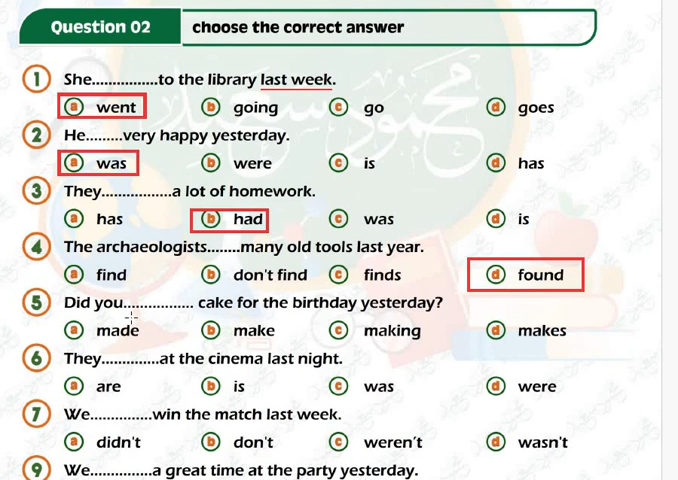 Question 02 choose the correct answer
1 She................to the library last week.
a went b going c go d goes
2 He.........very happy yesterday.
a was b were c is d has
3 They.................a lot of homework.
a has b had c was d is
4 The archaeologists........many old tools last year.
a find b don't find c finds d found
5 Did you................. cake for the birthday yesterday?
a made b make c making d makes
6 They..............at the cinema last night.
a are b is c was d were
7 We...............win the match last week.
a didn't b don't c weren't d wasn't
9 We...............a great time at the party yesterday.